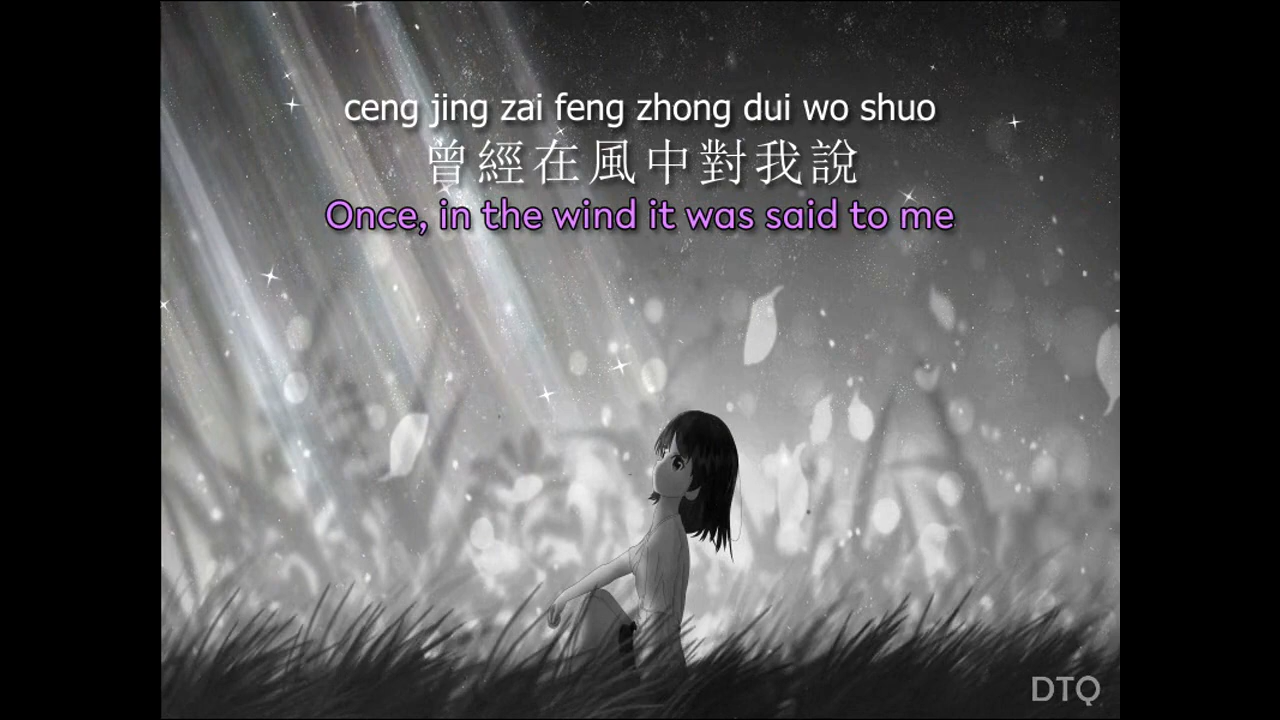 ceng jing zai feng zhong dui wo shuo
曾經在風中對我說
Once, in the wind it was said to me
DTQ